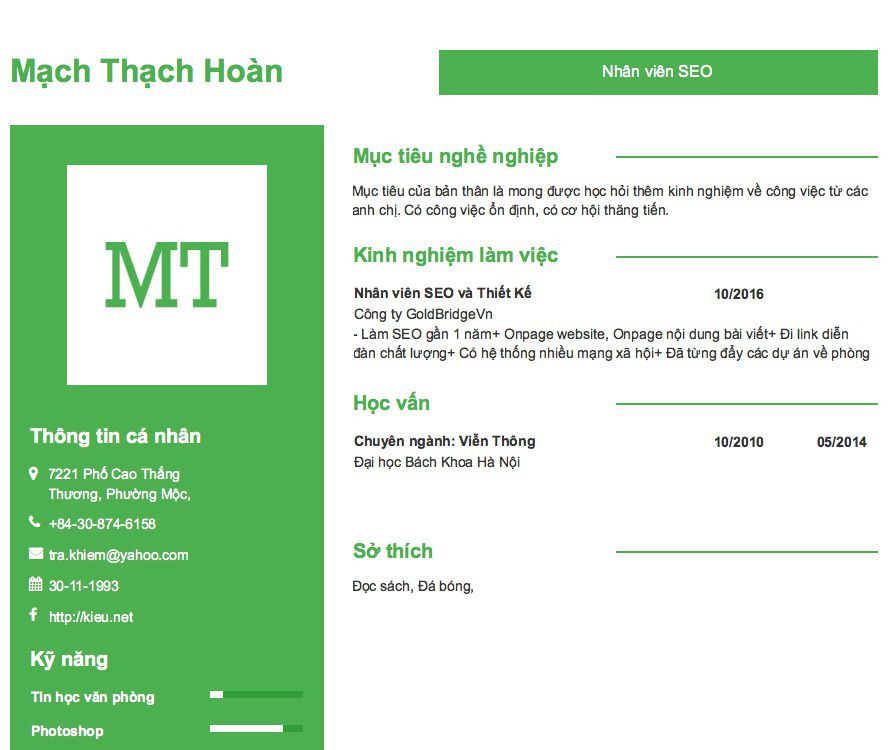 Mạch Thạch Hoàn
Nhân viên SEO
MT
Thông tin cá nhân
7221 Phố Cao Thắng
Thương, Phường Mộc,
+84-30-874-6158
tra.khiem@yahoo.com
30-11-1993
http://kieu.net
Kỹ năng
Tin học văn phòng
Photoshop
Mục tiêu nghề nghiệp
Mục tiêu của bản thân là mong được học hỏi thêm kinh nghiệm về công việc từ các
anh chị. Có công việc ổn định, có cơ hội thăng tiến.
Kinh nghiệm làm việc
Nhân viên SEO và Thiết Kế 10/2016
Công ty GoldBridgeVn
- Làm SEO gần 1 năm+ Onpage website, Onpage nội dung bài viết+ Đi link diễn
đàn chất lượng+ Có hệ thống nhiều mạng xã hội+ Đã từng đẩy các dự án về phòng
Học vấn
Chuyên ngành: Viễn Thông 10/2010 05/2014
Đại học Bách Khoa Hà Nội
Sở thích
Đọc sách, Đá bóng,